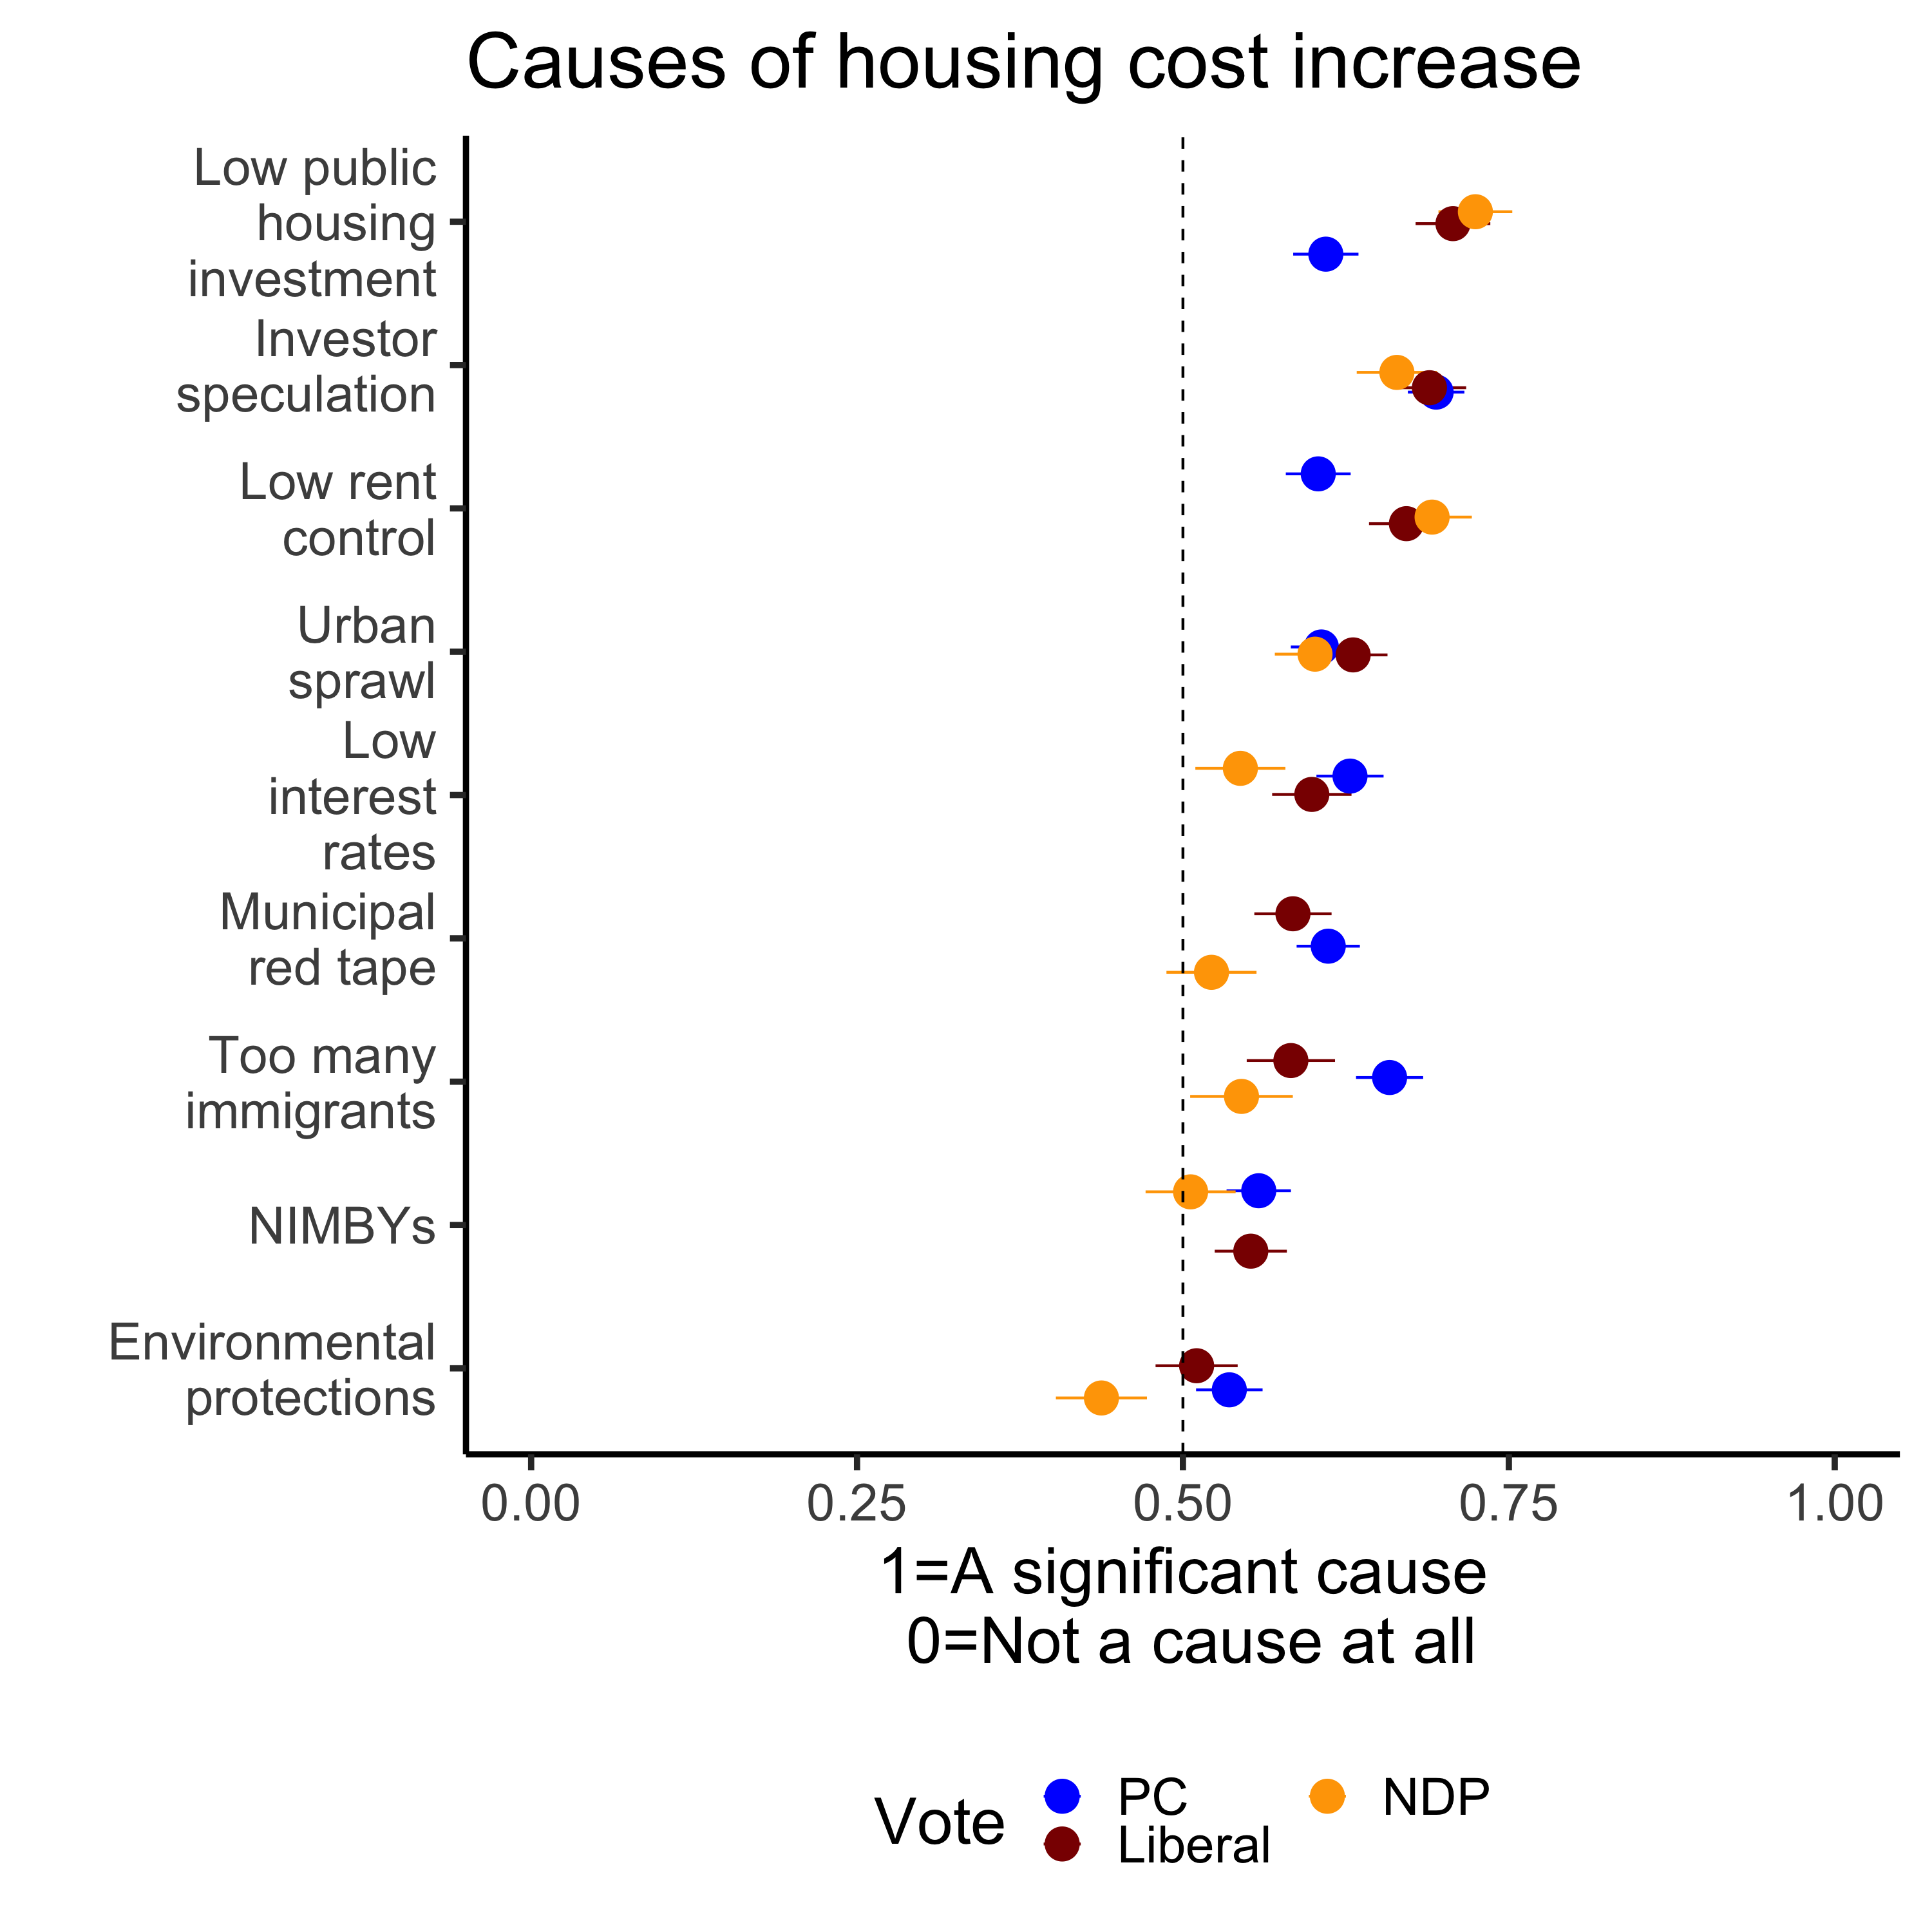 Causes of housing cost increase
Low public
housing
investment
Investor
speculation
Low rent
control
Urban
sprawl
Low
interest
rates
Municipal
red tape
Too many
immigrants
NIMBYs
Environmental
protections
0.00 0.25 0.50 0.75 1.00
1=A significant cause
0=Not a cause at all
Vote
PC NDP
Liberal